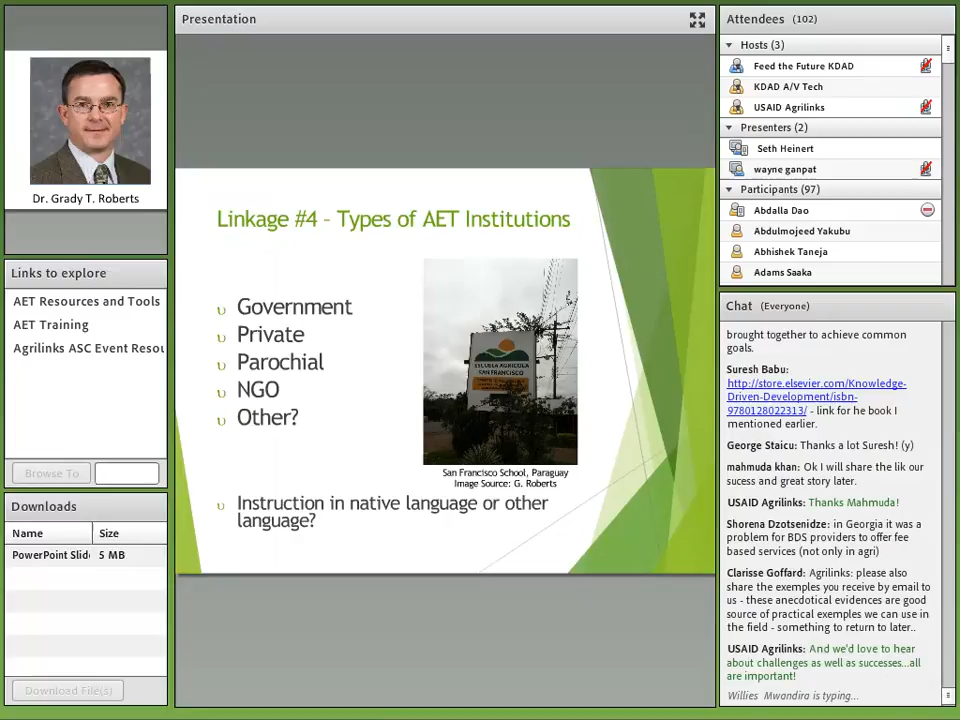 Dr. Grady T. Roberts
Links to explore
AET Resources and Tools
AET Training
Agrilinks ASC Event Resou
Browse To
Downloads
Name Size
PowerPoint Slid 5 MB
Download File(s)
Presentation
Linkage #4 – Types of AET Institutions
υ Government
υ Private
υ Parochial
υ NGO
υ Other?
ESCUELA AGRICOLA
SAN FRANCISCO
San Francisco School, Paraguay
Image Source: G. Roberts
υ Instruction in native language or other
language?
Attendees (102)
Hosts (3)
Feed the Future KDAD
KDAD A/V Tech
USAID Agrilinks
Presenters (2)
Seth Heinert
wayne ganpat
Participants (97)
Abdalla Dao
Abdulmojeed Yakubu
Abhishek Taneja
Adams Saaka
Chat (Everyone)
brought together to achieve common
goals.
Suresh Babu:
http://store.elsevier.com/Knowledge-
Driven-Development/isbn-
9780128022313/ - link for he book I
mentioned earlier.
George Staicu: Thanks a lot Suresh! (y)
mahmuda khan: Ok I will share the lik our
sucess and great story later.
USAID Agrilinks: Thanks Mahmuda!
Shorena Dzotsenidze: in Georgia it was a
problem for BDS providers to offer fee
based services (not only in agri)
Clarisse Goffard: Agrilinks: please also
share the exemples you receive by email to
us - these anecdotical evidences are good
source of practical exemples we can use in
the field - something to return to later..
USAID Agrilinks: And we'd love to hear
about challenges as well as successes...all
are important!
Willies Mwandira is typing...